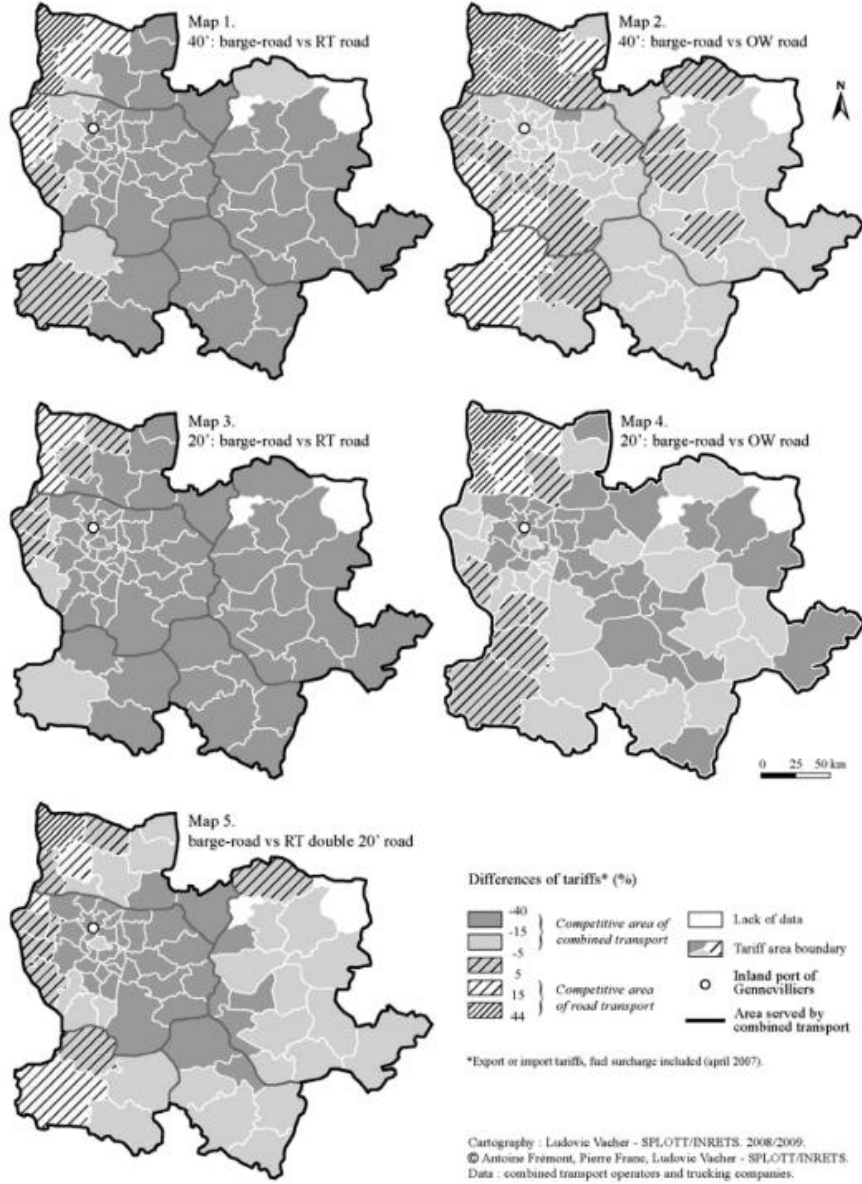 Map 1.
40': barge-road vs RT road
Map 2.
40': barge-road vs OW road
N
Map 3.
20': barge-road vs RT road
Map 4.
20': barge-road vs OW road
0 25 50 km
Map 5.
barge-road vs RT double 20' road
Differences of tariffs* (%)
-40
-15
-5
5
15
44
Competitive area of
combined transport
Competitive area
of road transport
Lack of data
Tariff area boundary
Inland port of
Gennevilliers
Area served by
combined transport
*Export or import tariffs, fuel surcharge included (april 2007).
Cartography : Ludovic Vacher - SPLOTT/INRETS. 2008/2009.
© Antoine Frémont, Pierre Franc, Ludovic Vacher - SPLOTT/INRETS.
Data : combined transport operators and trucking companies.